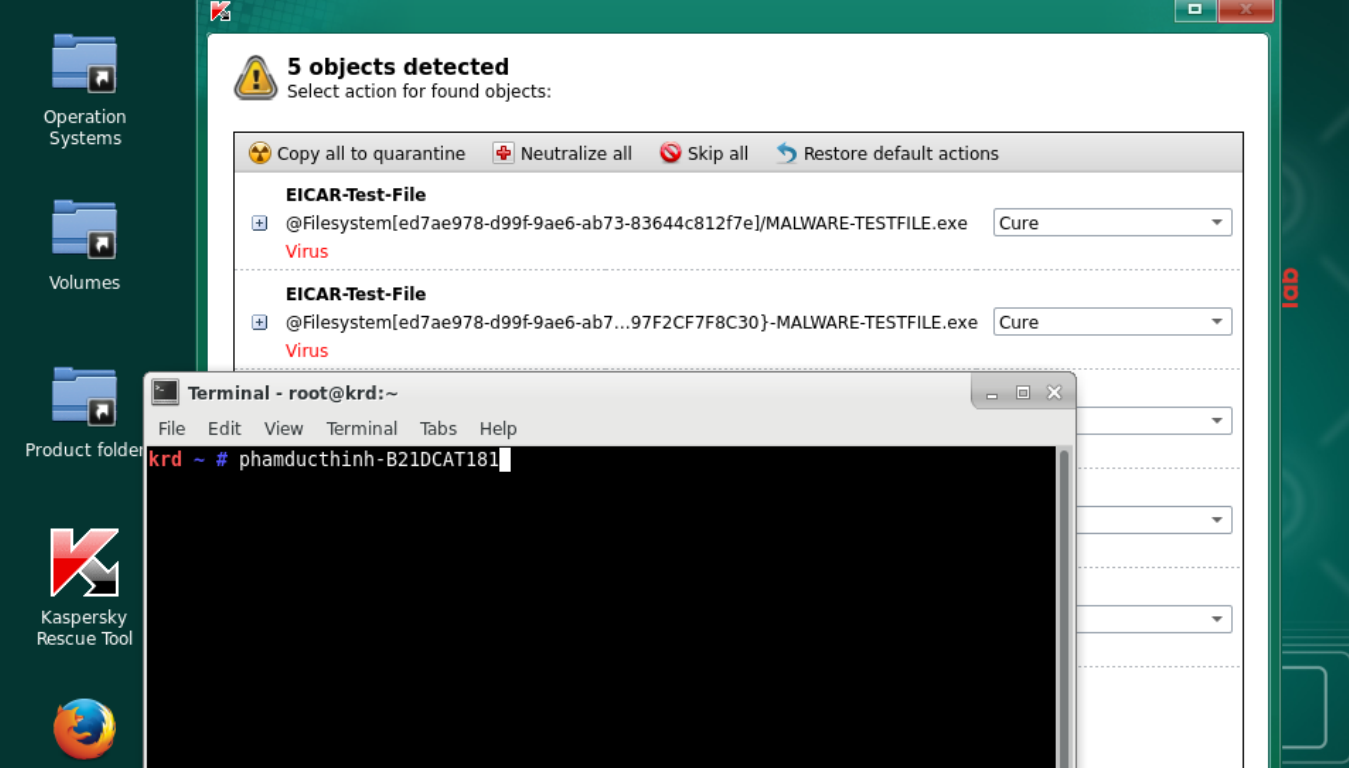 Operation
Systems
Volumes
Product folder
Kaspersky
Rescue Tool
5 objects detected
Select action for found objects:
Copy all to quarantine
Neutralize all
Skip all
Restore default actions
EICAR-Test-File
@Filesystem[ed7ae978-d99f-9ae6-ab73-83644c812f7e]/MALWARE-TESTFILE.exe
Cure
Virus
EICAR-Test-File
@Filesystem[ed7ae978-d99f-9ae6-ab7...97F2CF7F8C30}-MALWARE-TESTFILE.exe
Cure
Virus
lab
Terminal - root@krd:~
File Edit View Terminal Tabs Help
krd ~ # phamducthinh-B21DCAT181